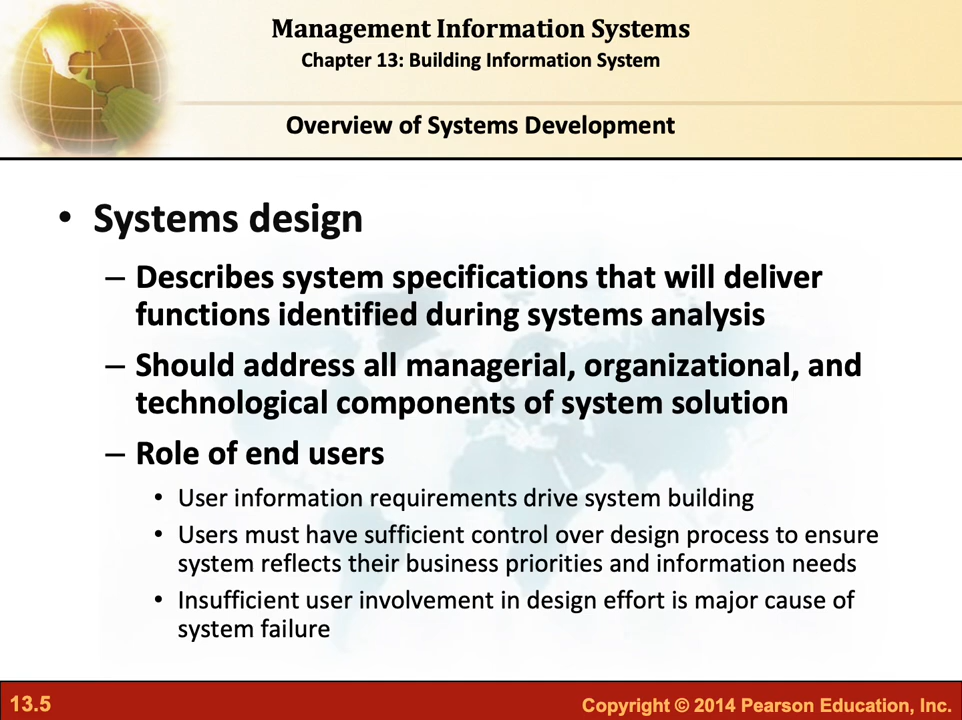 Management Information Systems
Chapter 13: Building Information System
Overview of Systems Development
• Systems design
– Describes system specifications that will deliver
functions identified during systems analysis
– Should address all managerial, organizational, and
technological components of system solution
– Role of end users
• User information requirements drive system building
• Users must have sufficient control over design process to ensure
system reflects their business priorities and information needs
• Insufficient user involvement in design effort is major cause of
system failure
13.5
Copyright © 2014 Pearson Education, Inc.